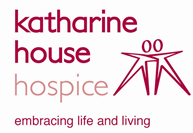 katharine
house
hospice
embracing life and living